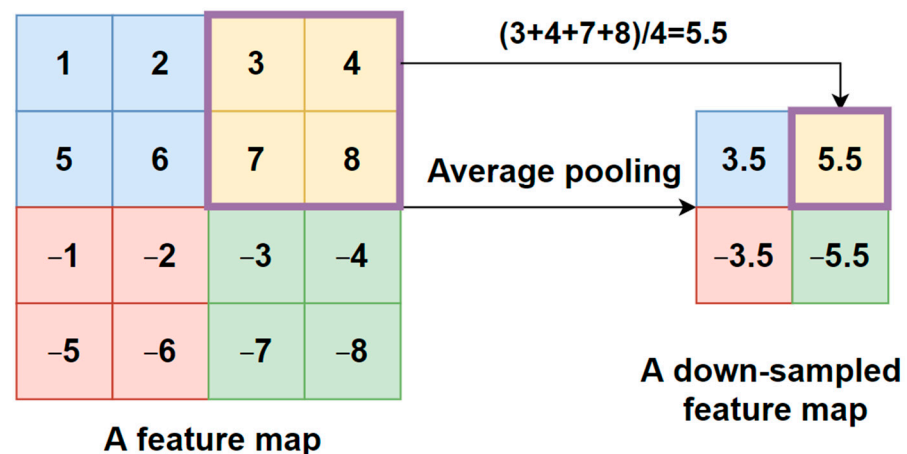 1 2 3 4
5 6 7 8
–1 –2 –3 –4
–5 –6 –7 –8
A feature map
(3+4+7+8)/4=5.5
Average pooling
3.5 5.5
–3.5 –5.5
A down-sampled
feature map